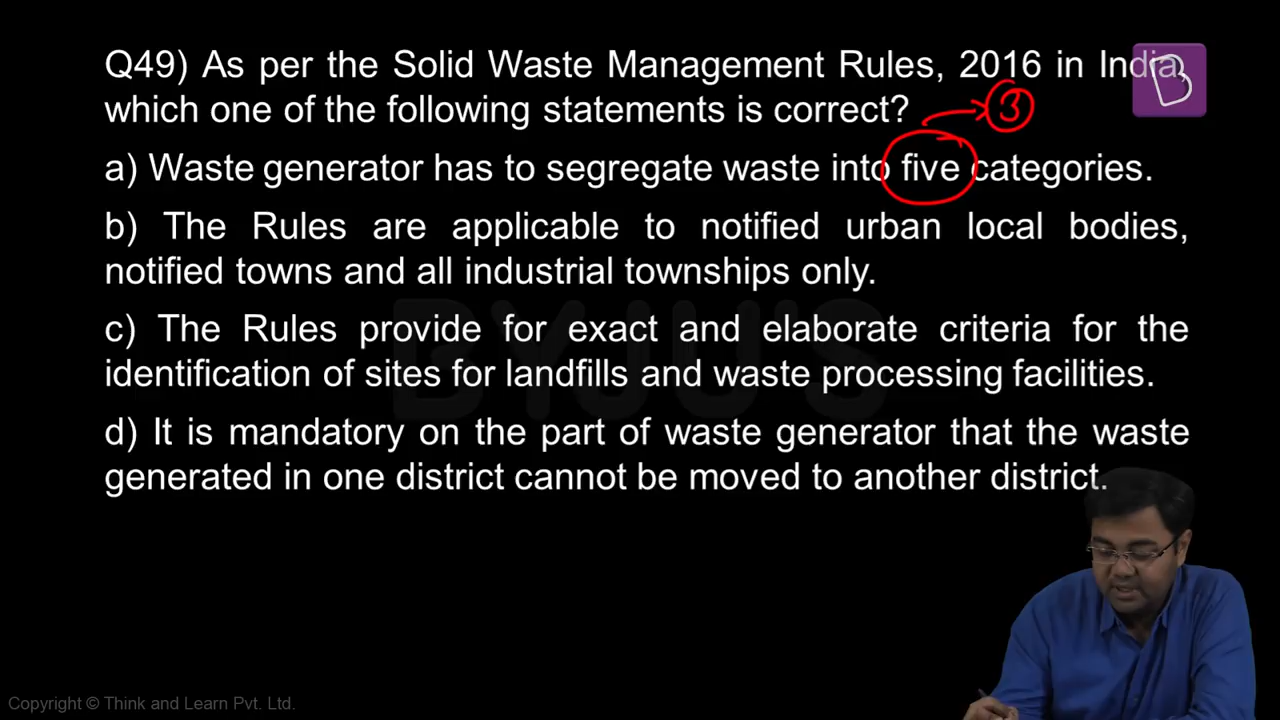 Q49) As per the Solid Waste Management Rules, 2016 in India,
which one of the following statements is correct?
3
a) Waste generator has to segregate waste into five categories.
b) The Rules are applicable to notified urban local bodies,
notified towns and all industrial townships only.
c) The Rules provide for exact and elaborate criteria for the
identification of sites for landfills and waste processing facilities.
d) It is mandatory on the part of waste generator that the waste
generated in one district cannot be moved to another district.
BYJU'S
B
Copyright © Think and Learn Pvt. Ltd.